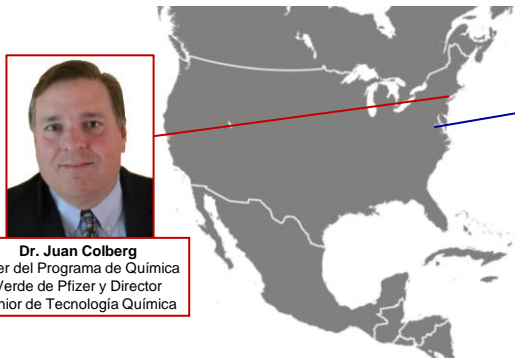 Dr. Juan Colberg
er del Programa de Química
Verde de Pfizer y Director
nior de Tecnología Química